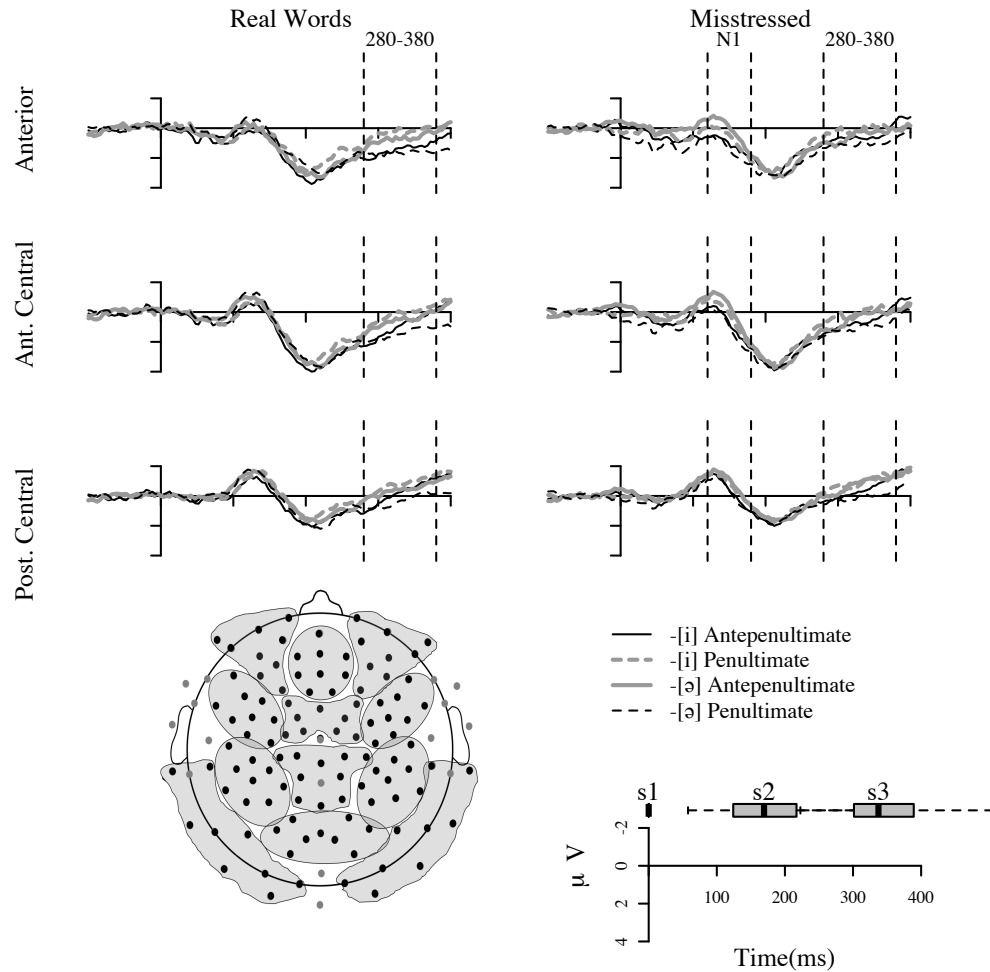 Real Words
Misstressed
280-380
N1
280-380
Anterior
Ant. Central
Post. Central
-[i] Antepenultimate
-[i] Penultimate
-[ə] Antepenultimate
-[ə] Penultimate
s1
s2
s3
-2
0
2
4
μ V
100
200
300
400
Time(ms)